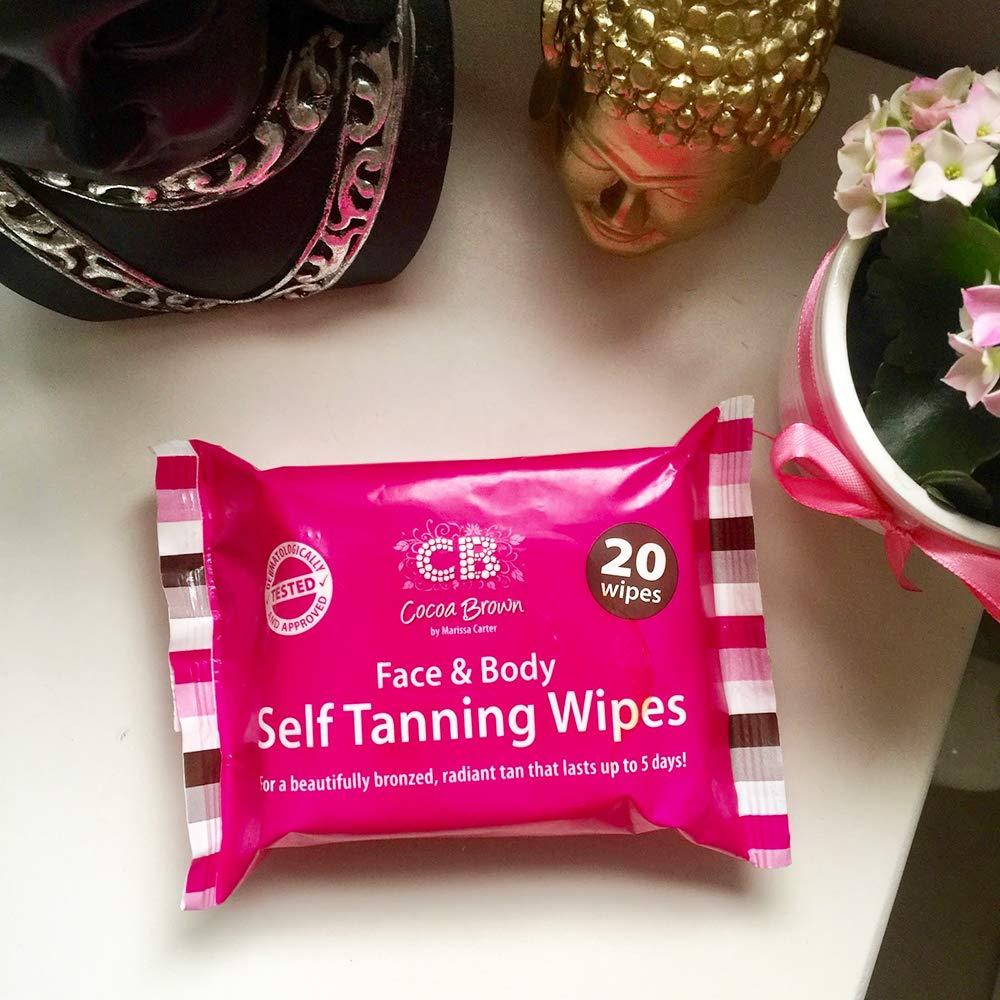 DERMATOLOGICALLY
TESTED
AND APPROVED
CB
Cocoa Brown
by Marissa Carter
20
wipes
Face & Body
Self Tanning Wipes
For a beautifully bronzed, radiant tan that lasts up to 5 days!